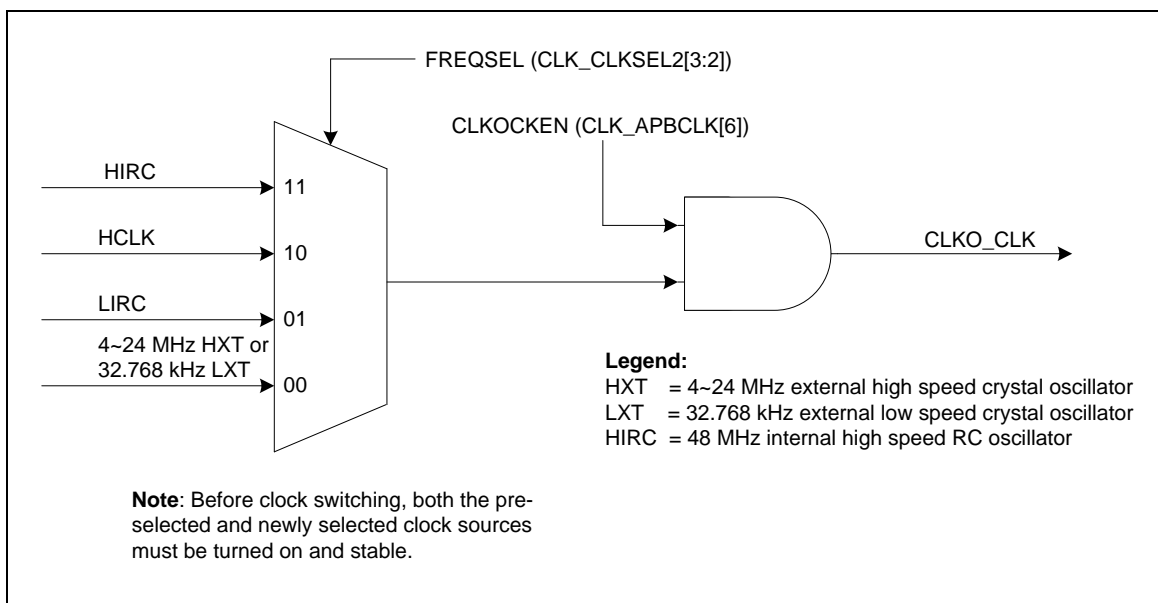 FREQSEL (CLK_CLKSEL2[3:2])
CLKOCKEN (CLK_APBCLK[6])
HIRC
11
HCLK
10
CLKO_CLK
LIRC
01
4~24 MHz HXT or
32.768 kHz LXT
00
Legend:
HXT = 4~24 MHz external high speed crystal oscillator
LXT = 32.768 kHz external low speed crystal oscillator
HIRC = 48 MHz internal high speed RC oscillator
Note: Before clock switching, both the pre-
selected and newly selected clock sources
must be turned on and stable.